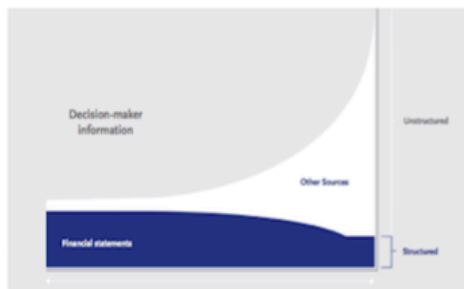 Decision-maker
information
Unstructured
Other Sources
Financial statements
Structured